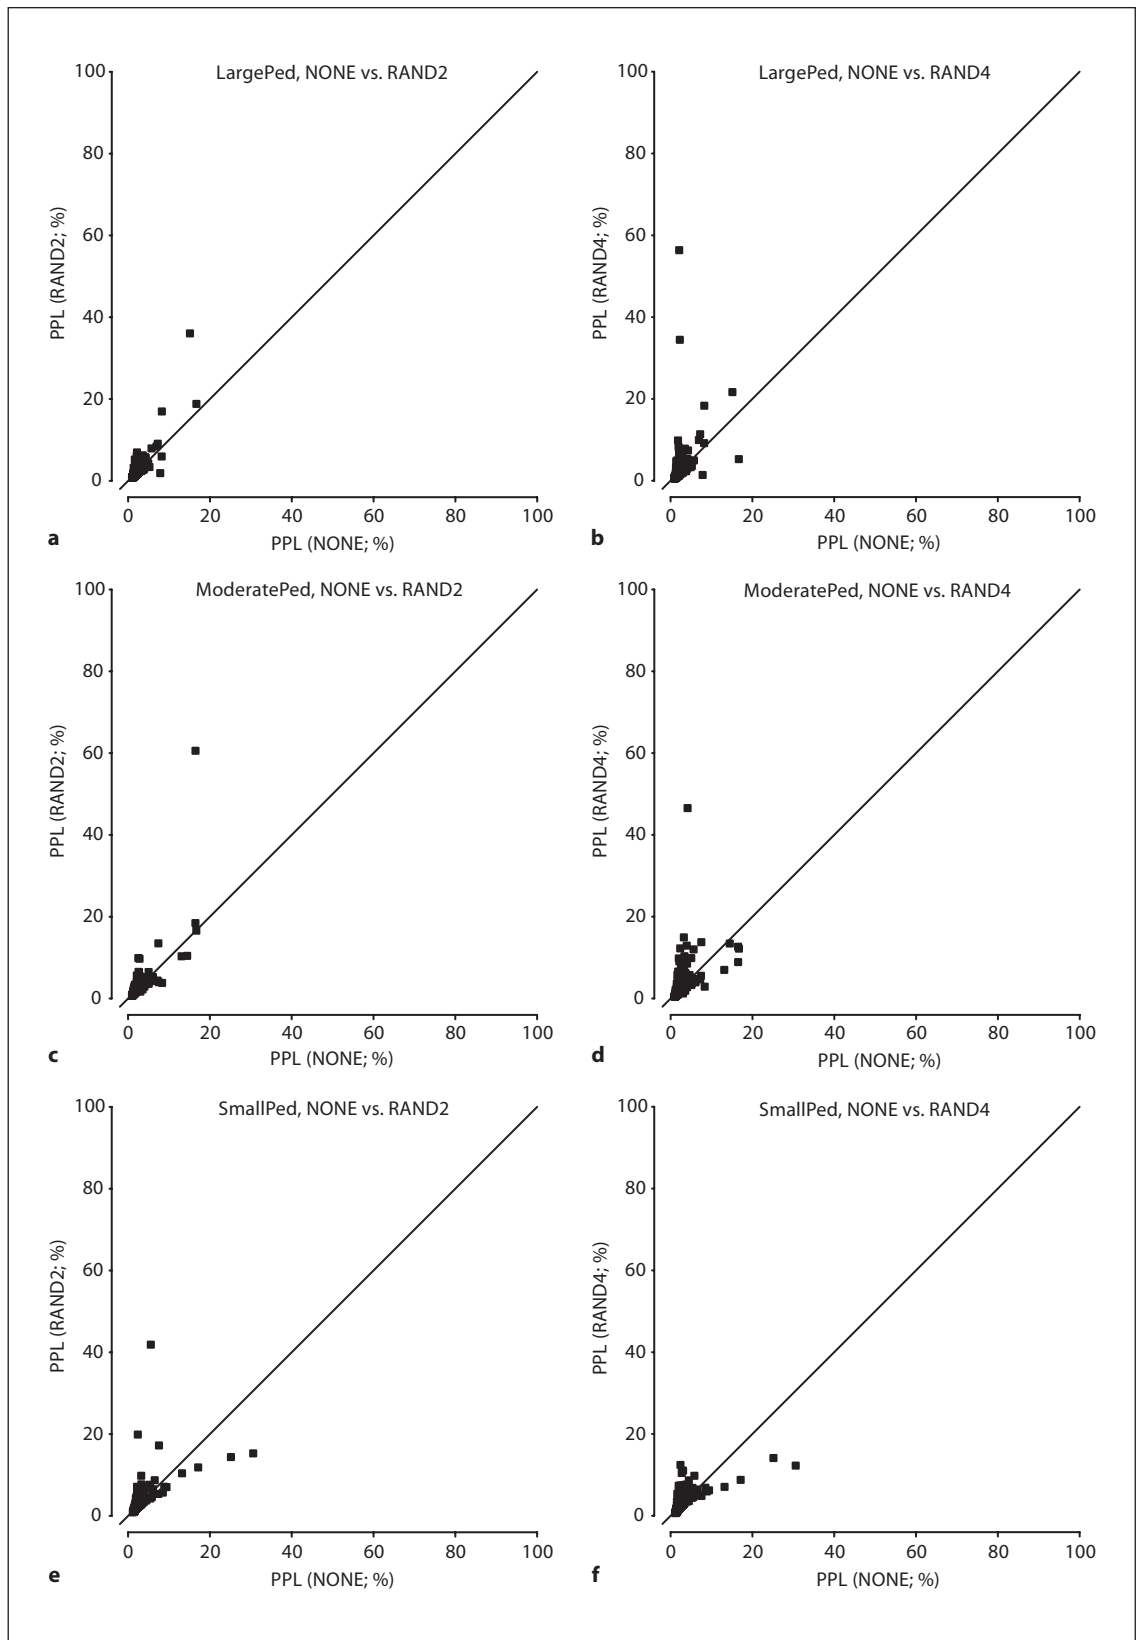 LargePed, NONE vs. RAND2
100
80
60
40
20
0
PPL (RAND2; %)
0 20 40 60 80 100
PPL (NONE; %)
a
LargePed, NONE vs. RAND4
100
80
60
40
20
0
PPL (RAND4; %)
0 20 40 60 80 100
PPL (NONE; %)
b
ModeratePed, NONE vs. RAND2
100
80
60
40
20
0
PPL (RAND2; %)
0 20 40 60 80 100
PPL (NONE; %)
c
ModeratePed, NONE vs. RAND4
100
80
60
40
20
0
PPL (RAND4; %)
0 20 40 60 80 100
PPL (NONE; %)
d
SmallPed, NONE vs. RAND2
100
80
60
40
20
0
PPL (RAND2; %)
0 20 40 60 80 100
PPL (NONE; %)
e
SmallPed, NONE vs. RAND4
100
80
60
40
20
0
PPL (RAND4; %)
0 20 40 60 80 100
PPL (NONE; %)
f